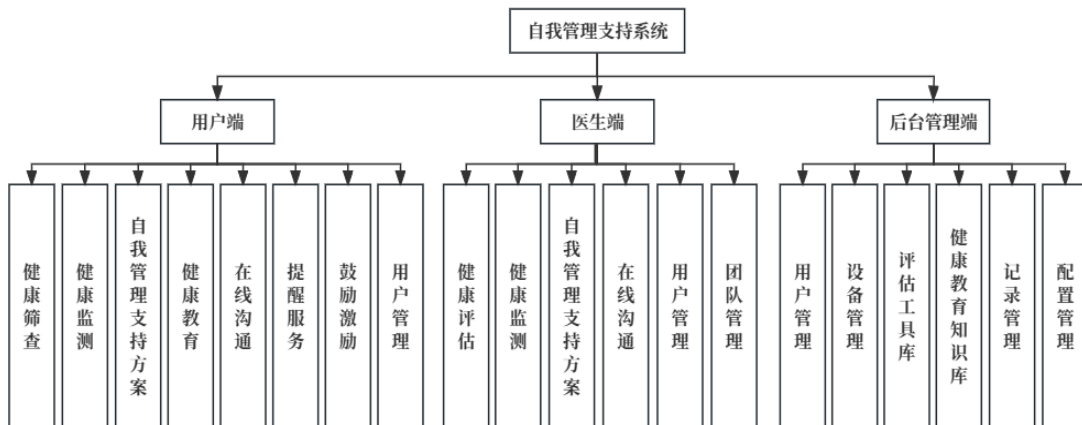 自我管理支持系统
用户端
医生端
后台管理端
健康筛查
健康监测
自我管理支持方案
健康教育
在线沟通
提醒服务
鼓励激励
用户管理
健康评估
健康监测
自我管理支持方案
在线沟通
用户管理
团队管理
用户管理
设备管理
评估工具库
健康教育知识库
记录管理
配置管理